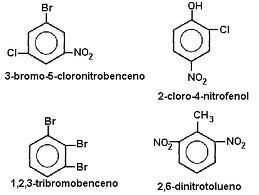 Br
Cl
NO₂
3-bromo-5-cloronitrobenceno
OH
Cl
NO₂
2-cloro-4-nitrofenol
Br
Br
Br
1,2,3-tribromobenceno
CH₃
NO₂ NO₂
2,6-dinitrotolueno